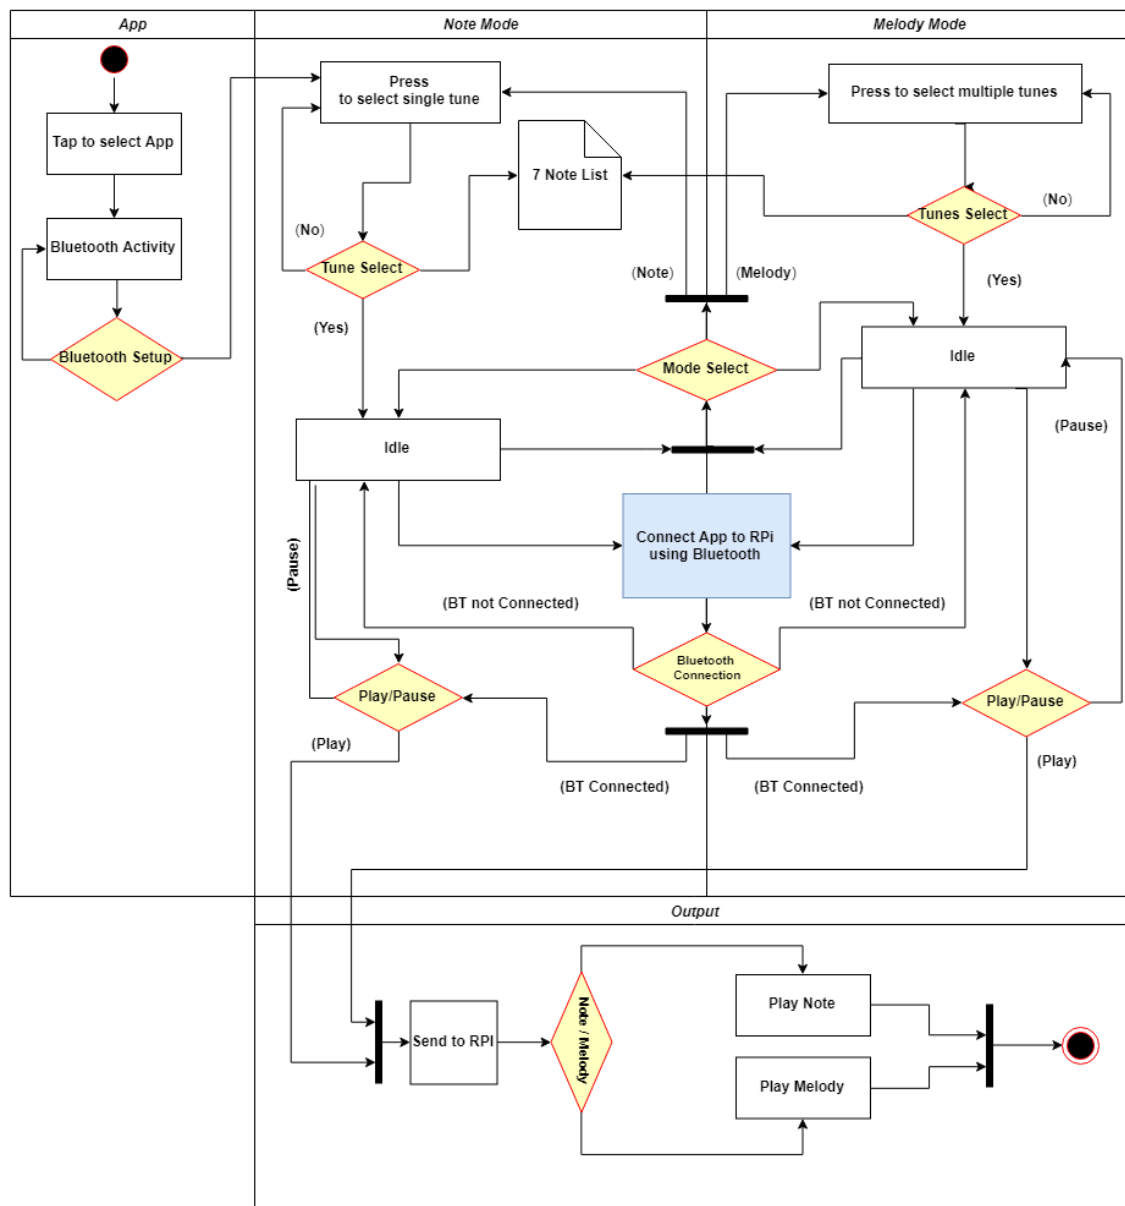 App
Note Mode
Melody Mode
Press
to select single tune
Press to select multiple tunes
Tap to select App
7 Note List
Tunes Select
(No)
(No)
Bluetooth Activity
Tune Select
(Note)
(Melody)
(Yes)
(Yes)
Bluetooth Setup
Mode Select
Idle
(Pause)
Idle
Connect App to RPi
using Bluetooth
(Pause)
(BT not Connected)
(BT not Connected)
Bluetooth
Connection
Play/Pause
Play/Pause
(Play)
(Play)
(BT Connected)
(BT Connected)
Output
Play Note
Note / Melody
Send to RPI
Play Melody